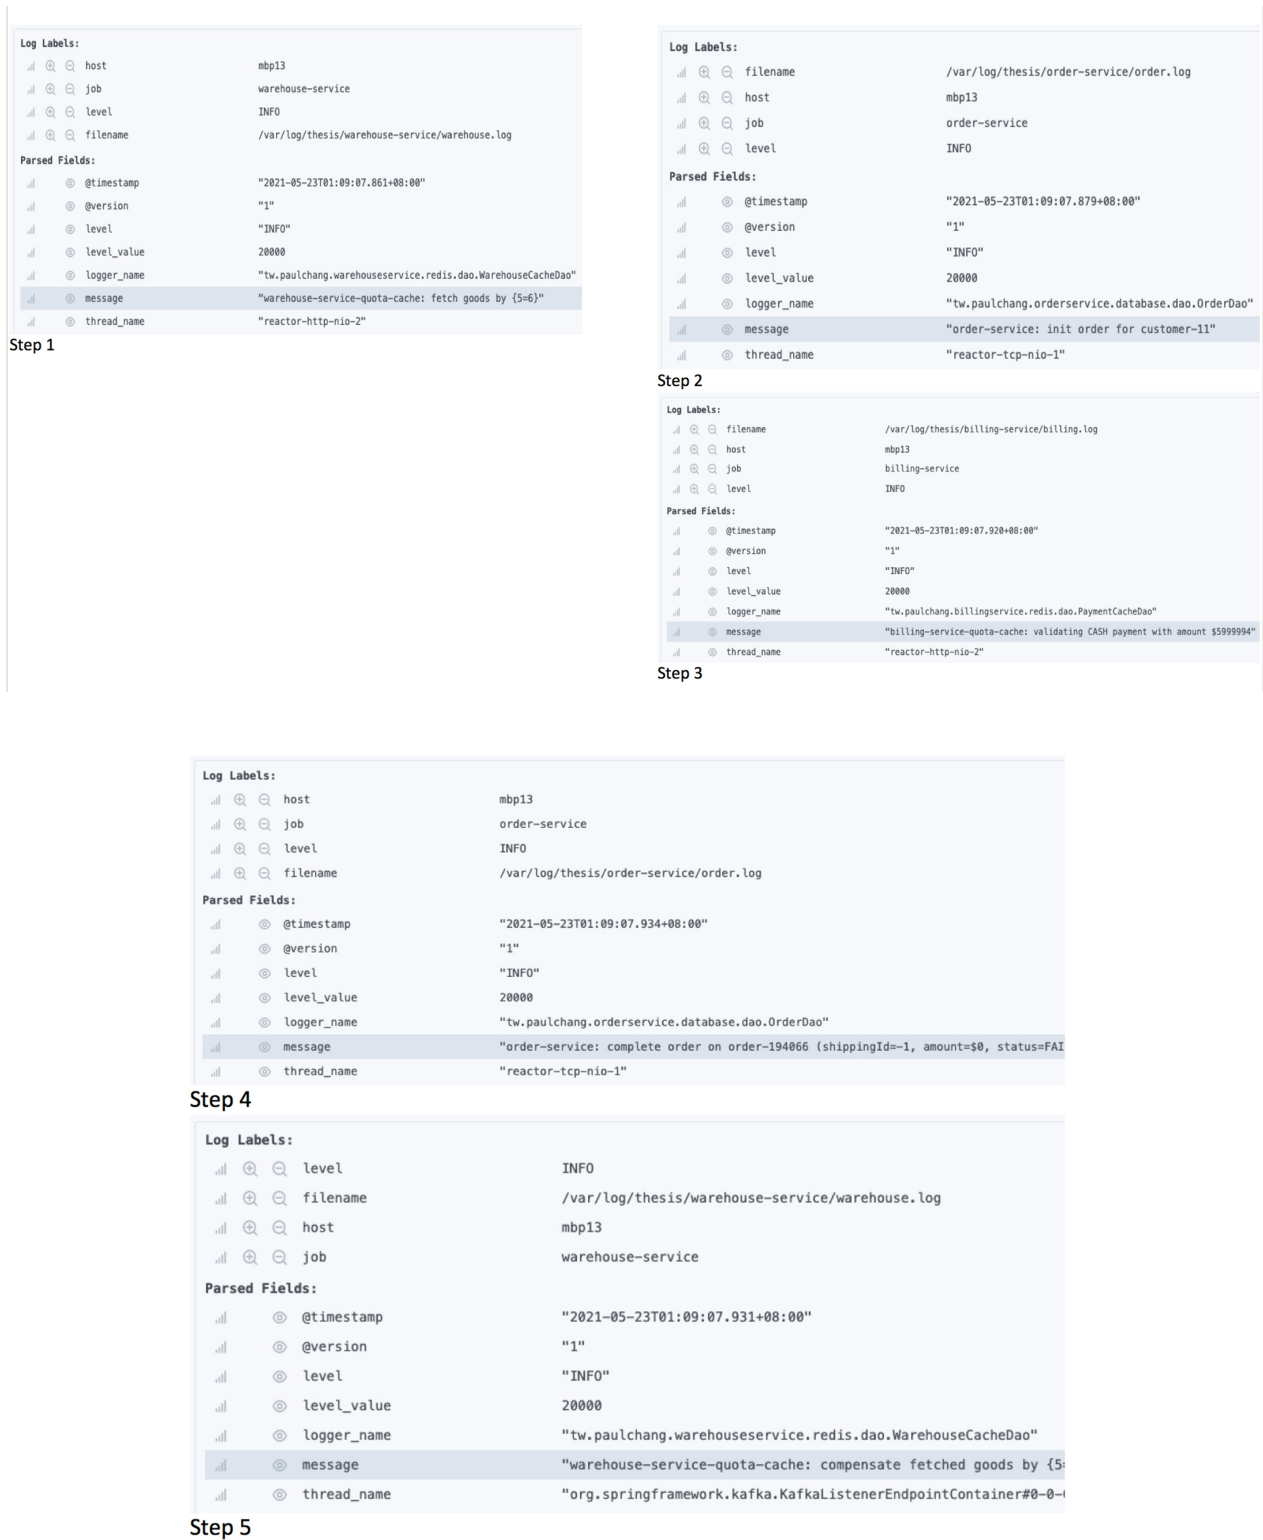 Log Labels:
host mbp13
job warehouse-service
level INFO
filename /var/log/thesis/warehouse-service/warehouse.log
Parsed Fields:
@timestamp "2021-05-23T01:09:07.861+08:00"
@version "1"
level "INFO"
level_value 20000
logger_name "tw.paulchang.warehouseservice.redis.dao.WarehouseCacheDao"
message "warehouse-service-quota-cache: fetch goods by {5=6}"
thread_name "reactor-http-nio-2"
Step 1
Log Labels:
filename /var/log/thesis/order-service/order.log
host mbp13
job order-service
level INFO
Parsed Fields:
@timestamp "2021-05-23T01:09:07.879+08:00"
@version "1"
level "INFO"
level_value 20000
logger_name "tw.paulchang.orderservice.database.dao.OrderDao"
message "order-service: init order for customer-11"
thread_name "reactor-tcp-nio-1"
Step 2
Log Labels:
filename /var/log/thesis/billing-service/billing.log
host mbp13
job billing-service
level INFO
Parsed Fields:
@timestamp "2021-05-23T01:09:07.920+08:00"
@version "1"
level "INFO"
level_value 20000
logger_name "tw.paulchang.billingservice.redis.dao.PaymentCacheDao"
message "billing-service-quota-cache: validating CASH payment with amount $5999994"
thread_name "reactor-http-nio-2"
Step 3
Log Labels:
host mbp13
job order-service
level INFO
filename /var/log/thesis/order-service/order.log
Parsed Fields:
@timestamp "2021-05-23T01:09:07.934+08:00"
@version "1"
level "INFO"
level_value 20000
logger_name "tw.paulchang.orderservice.database.dao.OrderDao"
message "order-service: complete order on order-194066 (shippingId=-1, amount=$0, status=FAI
thread_name "reactor-tcp-nio-1"
Step 4
Log Labels:
level INFO
filename /var/log/thesis/warehouse-service/warehouse.log
host mbp13
job warehouse-service
Parsed Fields:
@timestamp "2021-05-23T01:09:07.931+08:00"
@version "1"
level "INFO"
level_value 20000
logger_name "tw.paulchang.warehouseservice.redis.dao.WarehouseCacheDao"
message "warehouse-service-quota-cache: compensate fetched goods by {5=
thread_name "org.springframework.kafka.KafkaListenerEndpointContainer#0-0-
Step 5